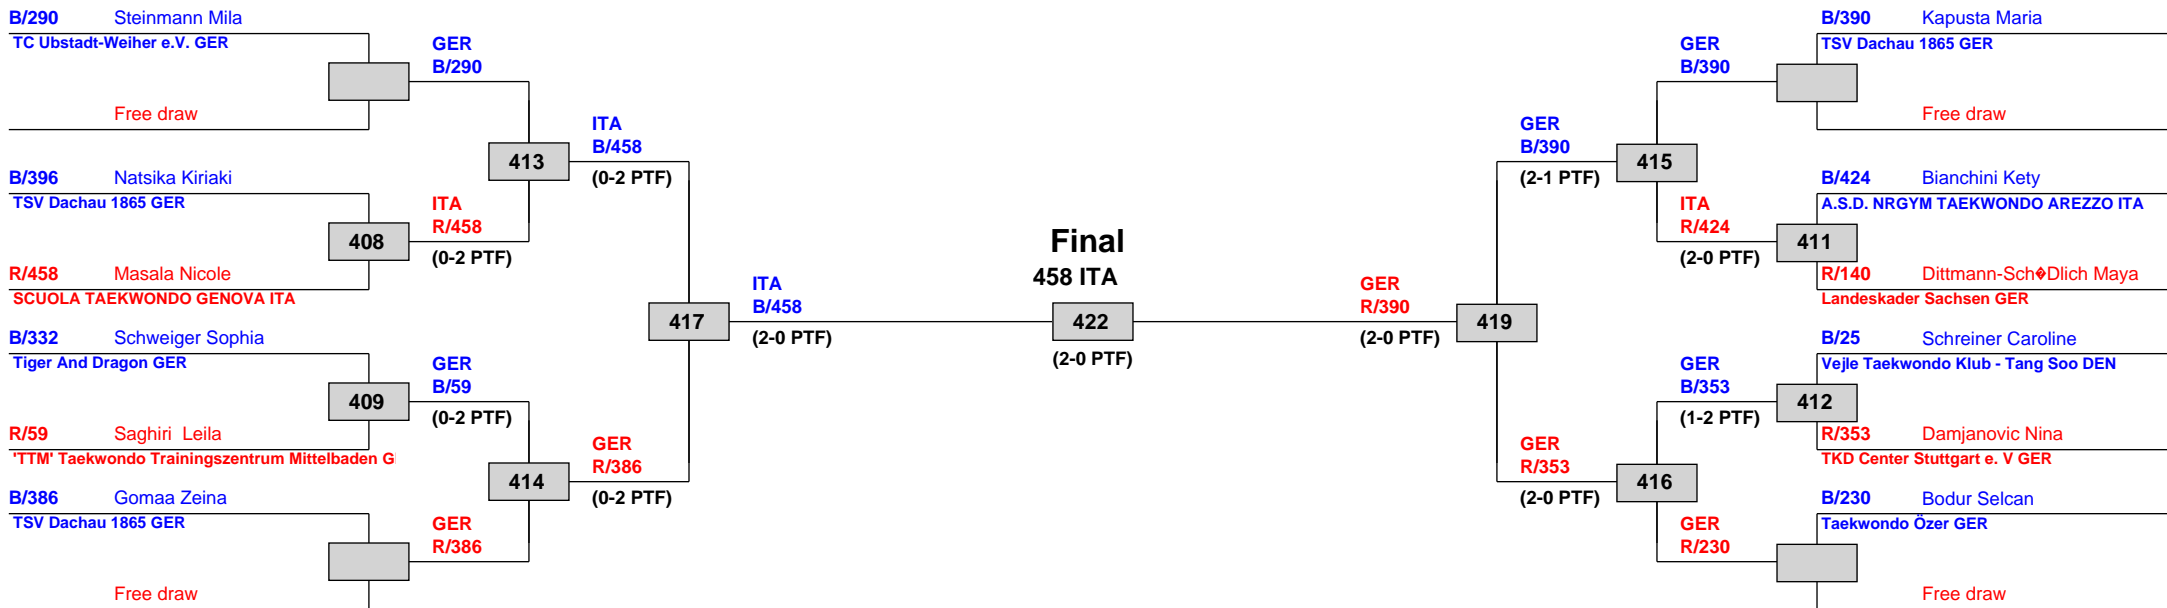 B/290 Steinmann Mila
TC Ubstadt-Weiher e.V. GER
Free draw
B/396 Natsika Kiriaki
TSV Dachau 1865 GER
R/458 Masala Nicole
SCUOLA TAEKWONDO GENOVA ITA
B/332 Schweiger Sophia
Tiger And Dragon GER
R/59 Saghiri Leila
'TTM' Taekwondo Trainingszentrum Mittelbaden G
B/386 Gomaa Zeina
TSV Dachau 1865 GER
Free draw
GER
B/290
408
ITA
R/458
(0-2 PTF)
409
GER
B/59
(0-2 PTF)
GER
R/386
413
ITA
B/458
(0-2 PTF)
414
GER
R/386
(0-2 PTF)
417
ITA
B/458
(2-0 PTF)
Final
458 ITA
422
(2-0 PTF)
GER
R/390
(2-0 PTF)
419
GER
B/390
(2-1 PTF)
415
GER
R/353
(2-0 PTF)
416
GER
B/390
ITA
R/424
(2-0 PTF)
411
GER
B/353
(1-2 PTF)
412
GER
R/230
B/390 Kapusta Maria
TSV Dachau 1865 GER
Free draw
B/424 Bianchini Kety
A.S.D. NRGYM TAEKWONDO AREZZO ITA
R/140 Dittmann-Sch�Dlich Maya
Landeskader Sachsen GER
B/25 Schreiner Caroline
Vejle Taekwondo Klub - Tang Soo DEN
R/353 Damjanovic Nina
TKD Center Stuttgart e. V GER
B/230 Bodur Selcan
Taekwondo Özer GER
Free draw